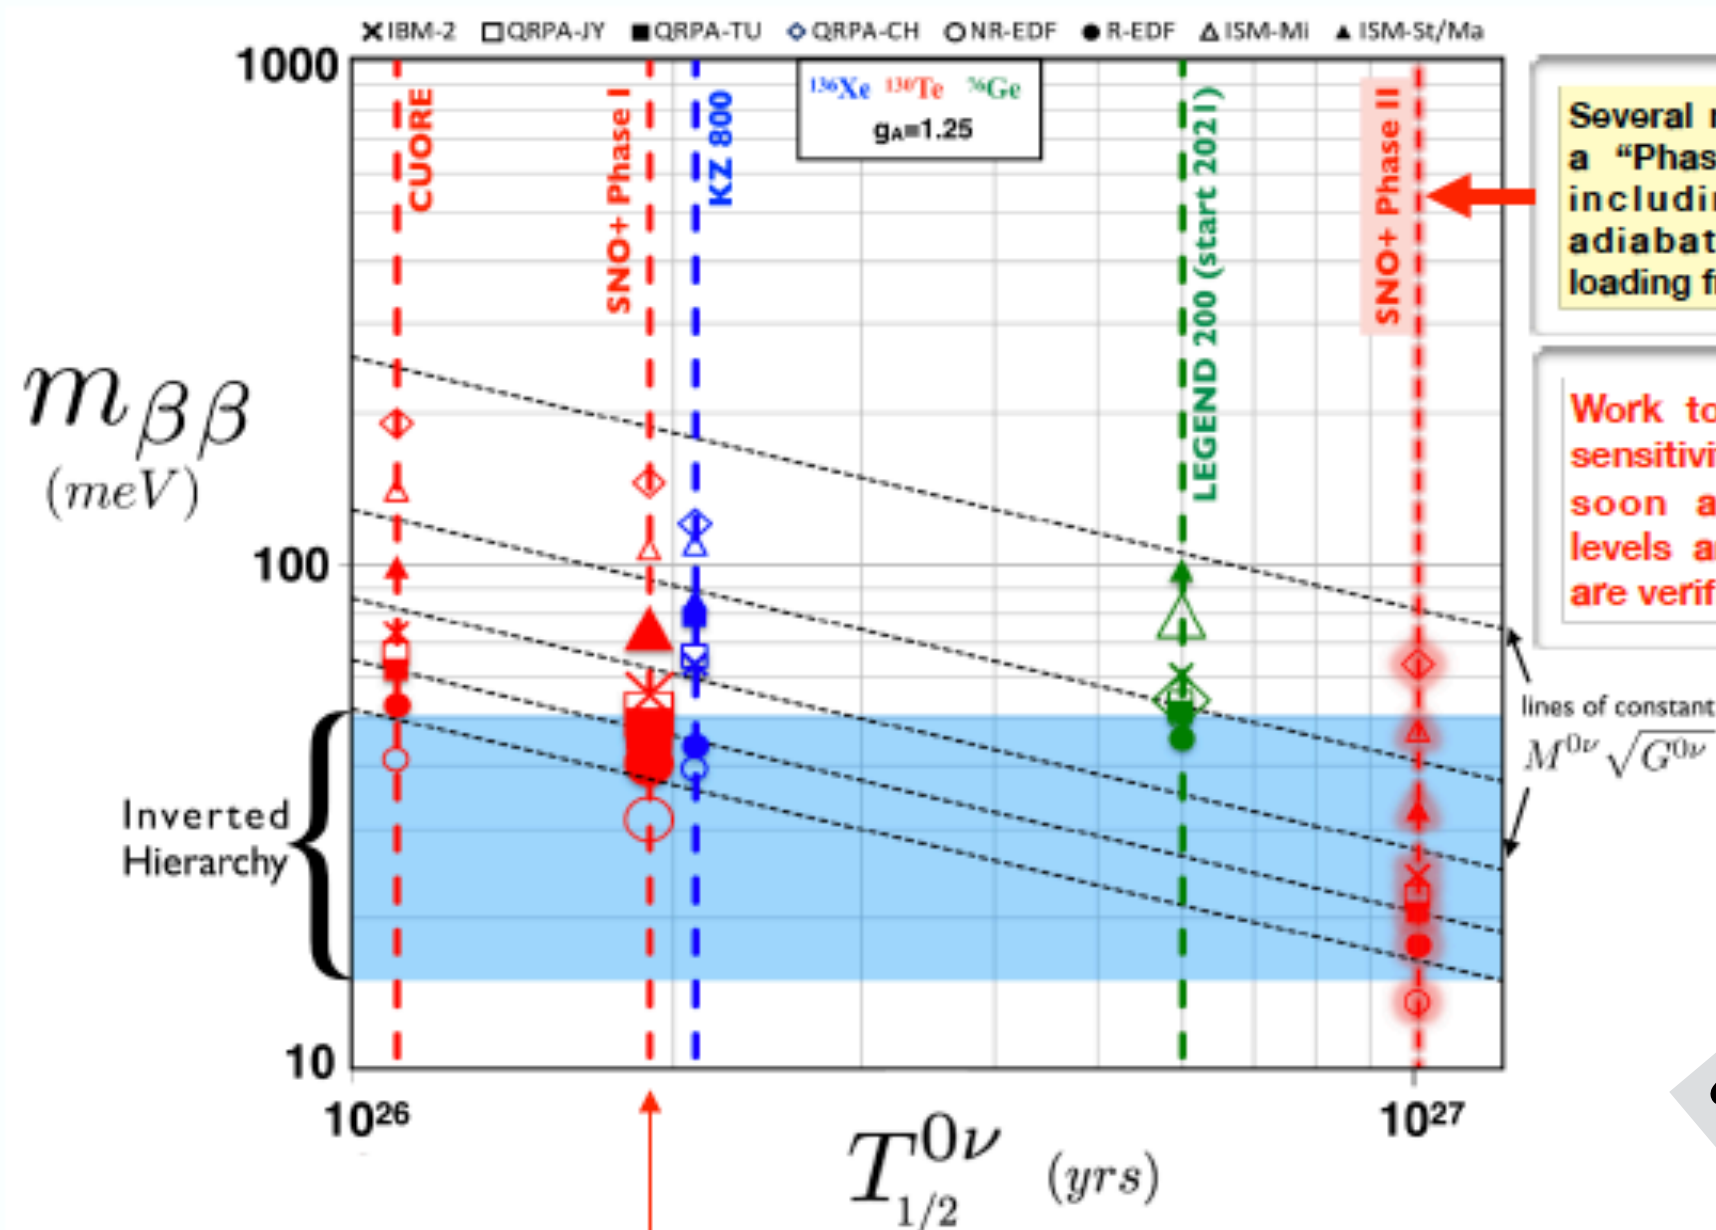 IBM-2 QRPA-JY QRPA-TU QRPA-CH NR-EDF R-EDF ISM-Mi ISM-St/Ma
1000
CUORE
SNO+ Phase I
KZ 800
¹³⁶Xe ¹³⁰Te ⁷⁶Ge
gA=1.25
LEGEND 200 (start 2021)
SNO+ Phase II
Several
a “Phas
includi
adiabat
loading f
mββ
(meV)
Work to
sensitivi
soon a
levels a
are verif
100
lines of constant
M⁰ν √G⁰ν
Inverted
Hierarchy
10
10²⁶
10²⁷
T₁/₂⁰ν (yrs)